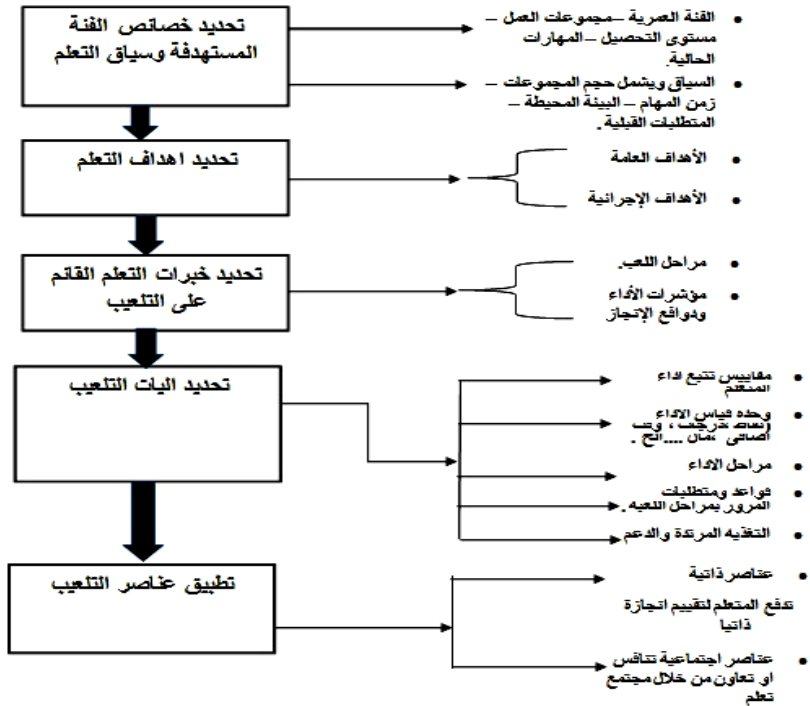 تحديد خصائص الفئة
المستهدفة وسياق التعلم
الفئة العمرية – مجموعات العمل –
مستوى التحصيل – المهارات
الحالية.
السياق ويشمل حجم المجموعات –
زمن المهام – البيئة المحيطة –
المتطلبات القبلية.
تحديد اهداف التعلم
الأهداف العامة
الأهداف الإجرائية
تحديد خبرات التعلم القائم
على التلعيب
مراحل اللعب.
مؤشرات الأداء
ودوافع الإنجاز
تحديد اليات التلعيب
مقاييس تتبع اداء
المتعلم
وحده قياس الاداء
الخ .
مراحل الاداء
قواعد ومتطلبات
المرور بمراحل اللعبه .
التغذيه المرتدة والدعم
تطبيق عناصر التلعيب
عناصر ذاتية
تدفع المتعلم لتقييم انجازة
ذاتيا
عناصر اجتماعية تنافس
او تعاون من خلال مجتمع
تعلم